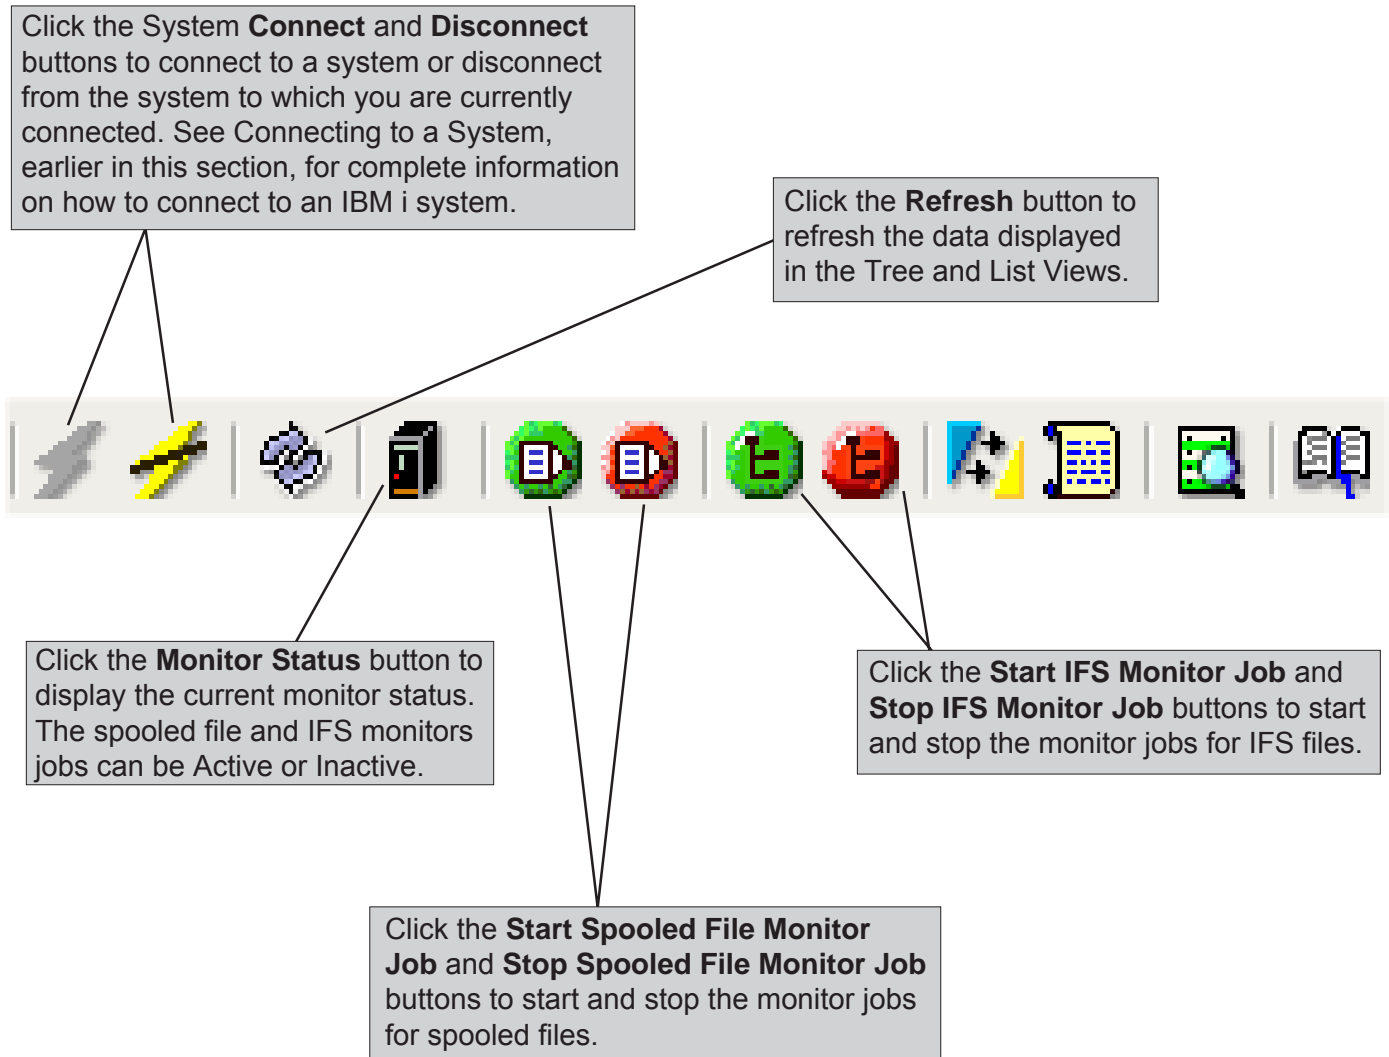 Click the System Connect and Disconnect
buttons to connect to a system or disconnect
from the system to which you are currently
connected. See Connecting to a System,
earlier in this section, for complete information
on how to connect to an IBM i system.
Click the Refresh button to
refresh the data displayed
in the Tree and List Views.
Click the Monitor Status button to
display the current monitor status.
The spooled file and IFS monitors
jobs can be Active or Inactive.
Click the Start IFS Monitor Job and
Stop IFS Monitor Job buttons to start
and stop the monitor jobs for IFS files.
Click the Start Spooled File Monitor
Job and Stop Spooled File Monitor Job
buttons to start and stop the monitor jobs
for spooled files.